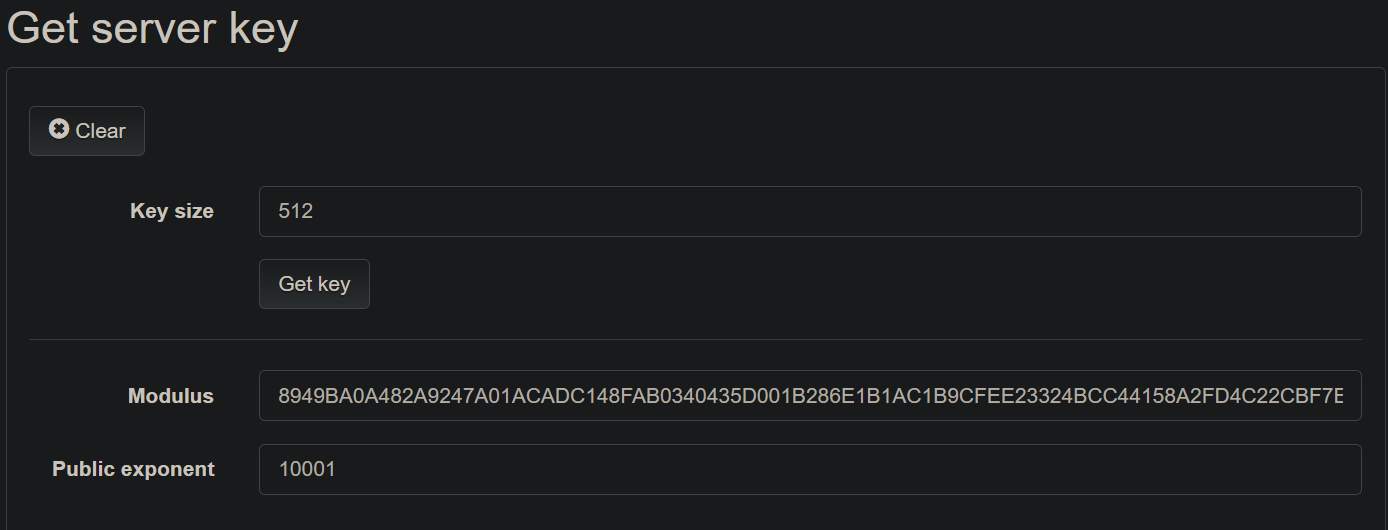 Get server key
Clear
Key size
512
Get key
Modulus
8949BA0A482A9247A01ACADC148FAB0340435D001B286E1B1AC1B9CFEE23324BCC44158A2FD4C22CBF7E
Public exponent
10001